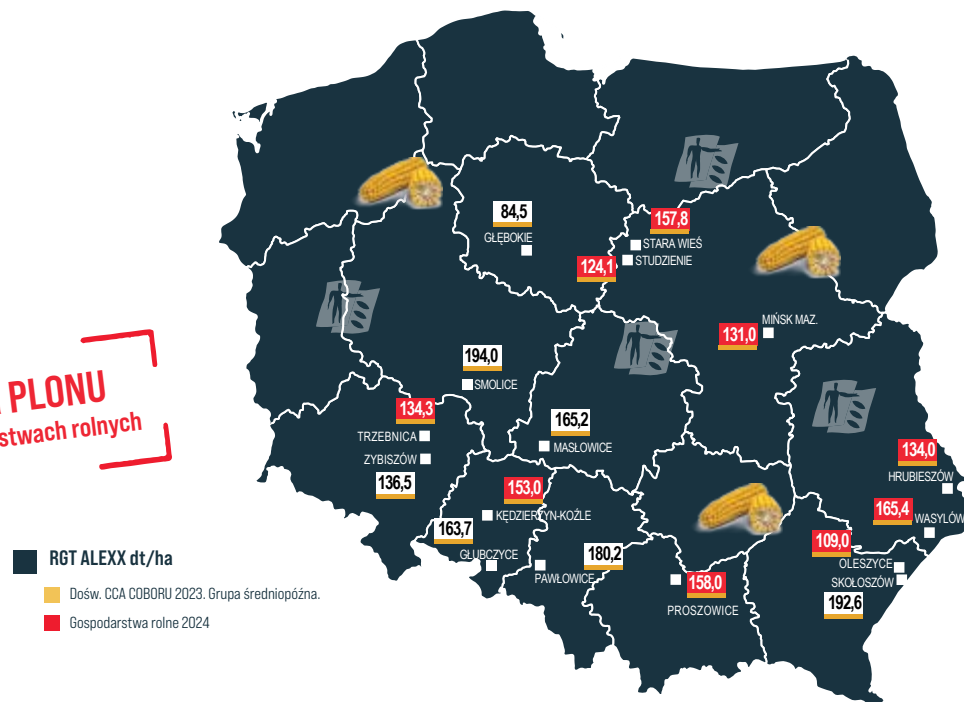 84,5
GŁĘBOKIE
157,8
STARA WIEŚ
124,1
STUDZIENIE
131,0
MIŃSK MAZ.
194,0
SMOLICE
PLONU
stwach rolnych
134,3
TRZEBNICA
ZYBISZÓW
136,5
165,2
MASŁOWICE
134,0
HRUBIESZÓW
153,0
KĘDZIERZYN-KOŹLE
165,4
WASYLÓW
163,7
GŁUBCZYCE
180,2
PAWŁOWICE
109,0
OLESZYCE
SKOŁOSZÓW
192,6
158,0
PROSZOWICE
RGT ALEXX dt/ha
Dośw. CCA COBORU 2023. Grupa średniopóźna.
Gospodarstwa rolne 2024